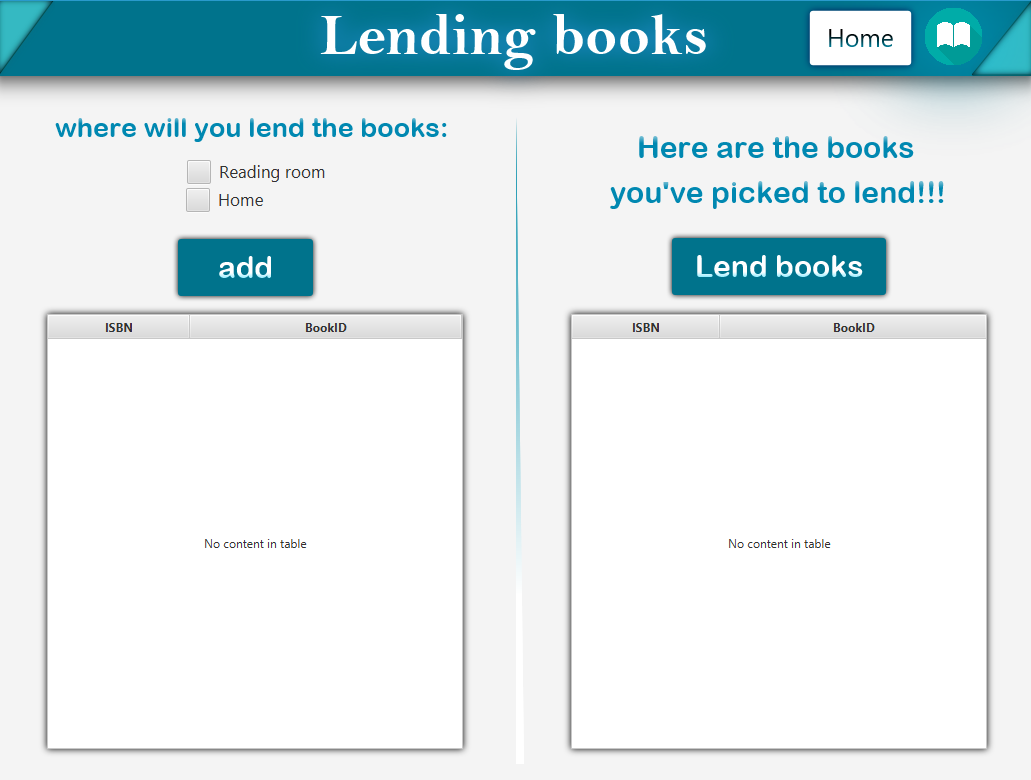 Lending books
Home
where will you lend the books:
Reading room
Home
add
ISBN BookID
No content in table
Here are the books
you've picked to lend!!!
Lend books
ISBN BookID
No content in table